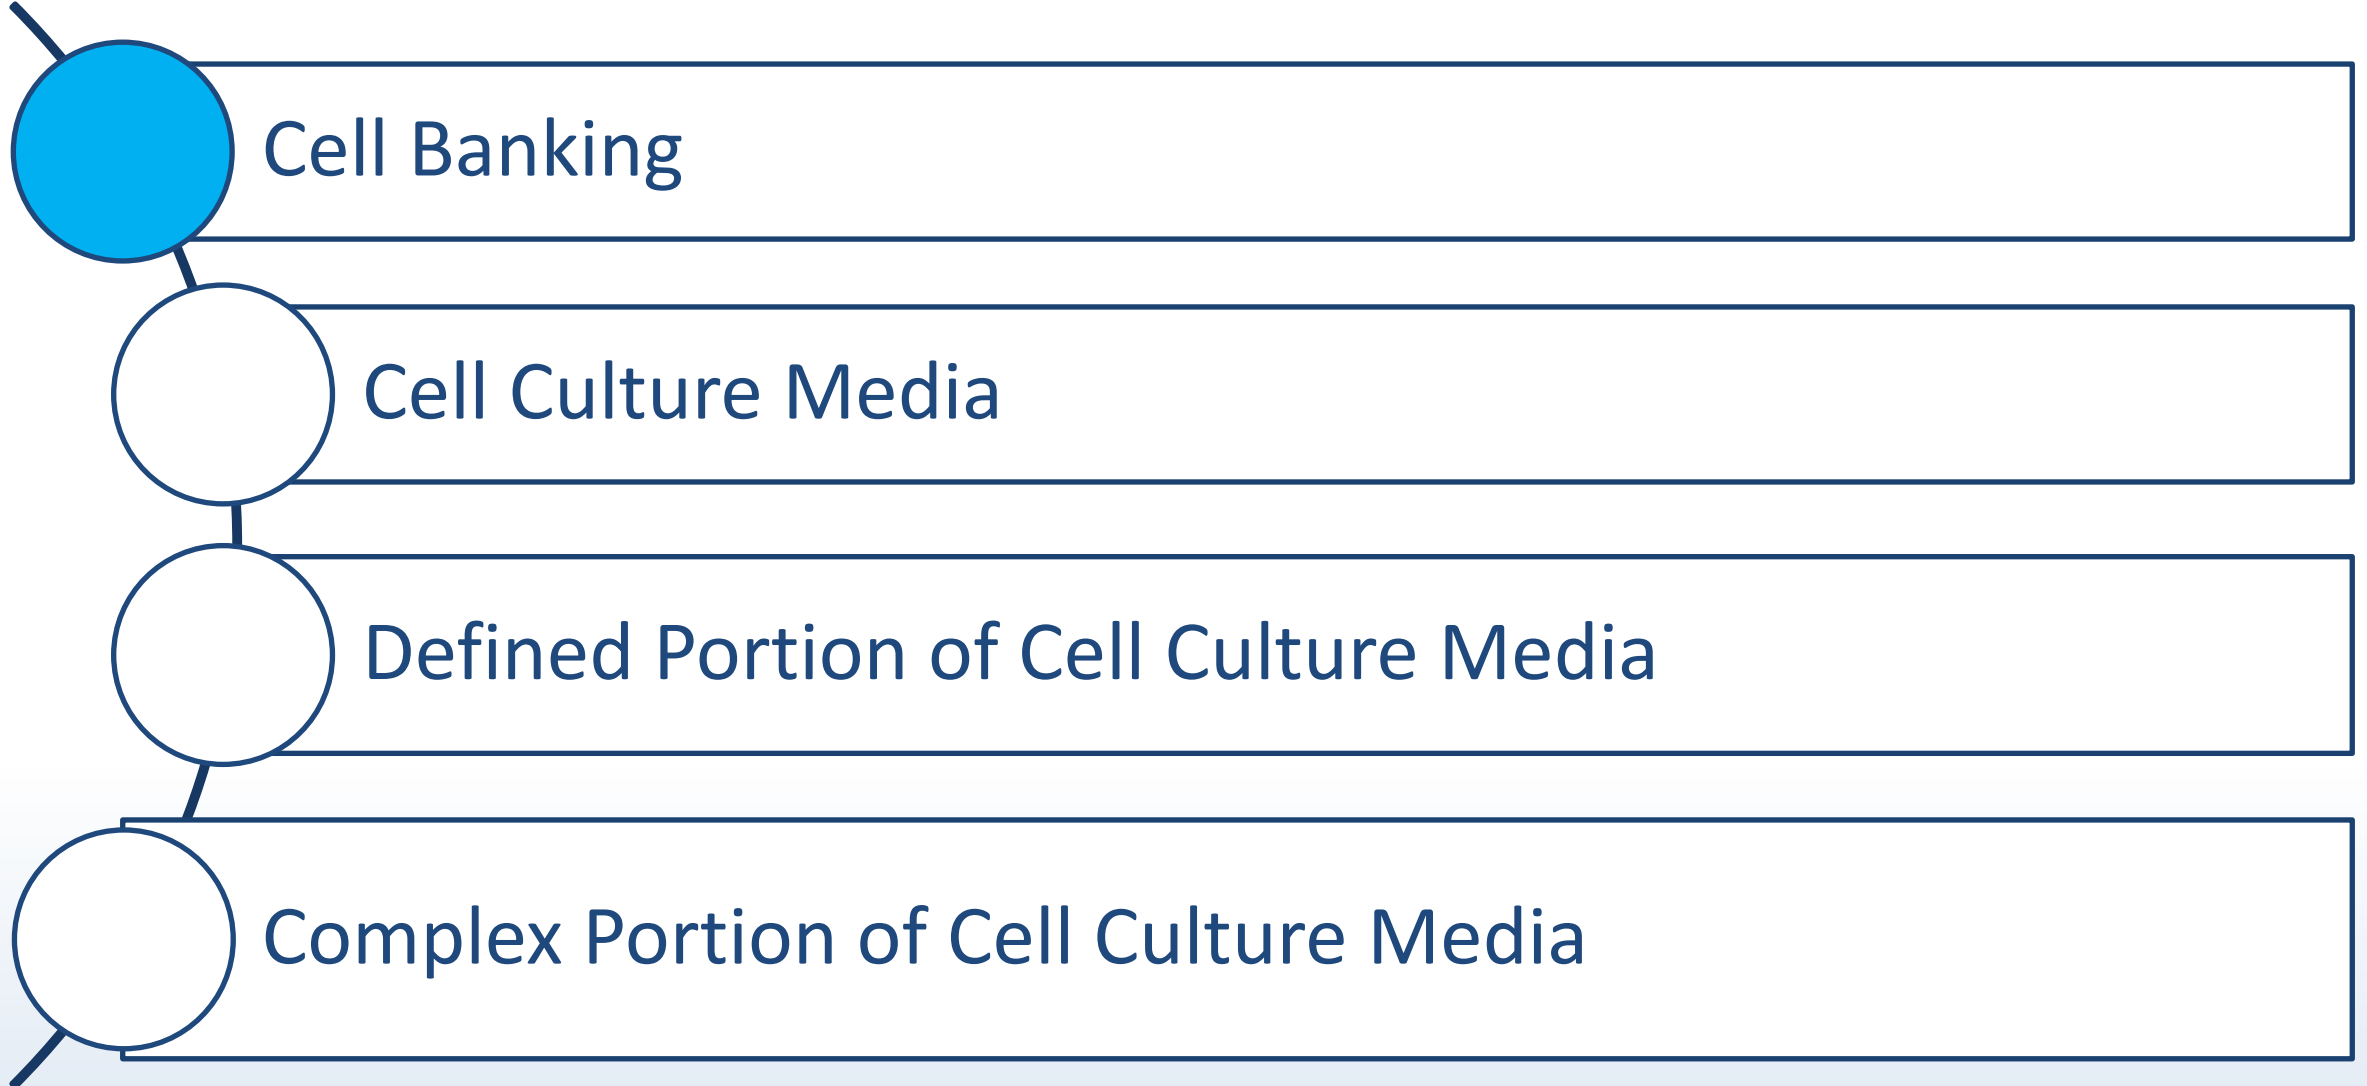 Cell Banking
Cell Culture Media
Defined Portion of Cell Culture Media
Complex Portion of Cell Culture Media